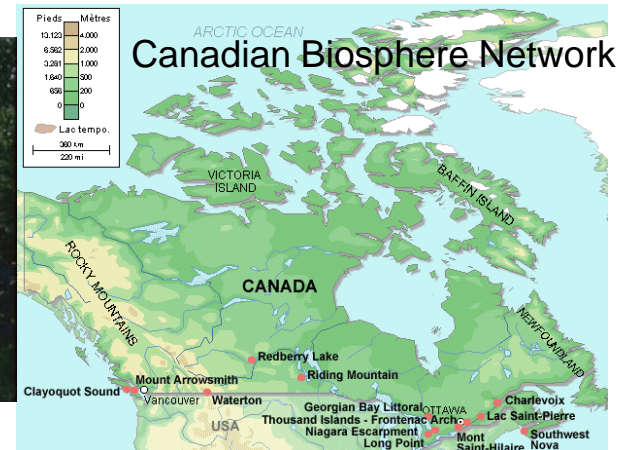 Pieds Mètres
13.123 4.000
6.562 2.000
3.281 1.000
1.640 500
656 200
0 0
Lac tempo.
360 km
220 mi
ARCTIC OCEAN
Canadian Biosphere Network
VICTORIA
ISLAND
BAFFIN ISLAND
ROCKY MOUNTAINS
CANADA
NEWFOUNDLAND
Redberry Lake
Riding Mountain
Mount Arrowsmith
Clayoquot Sound
Vancouver
Waterton
USA
Georgian Bay Littoral
OTTAWA
Thousand Islands - Frontenac Arch
Niagara Escarpment
Long Point
Charlevoix
Lac Saint-Pierre
Mont
Saint-Hilaire
Southwest
Nova